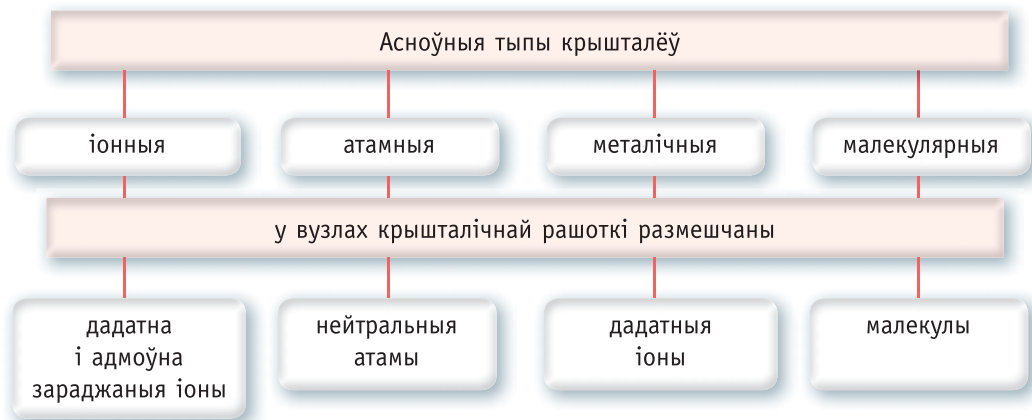 Асноўныя тыпы крышталёў
іонныя
атамныя
металічныя
малекулярныя
у вузлах крышталічнай рашоткі размешчаны
дадатна
і адмоўна
зараджаныя іоны
нейтральныя
атамы
дадатныя
іоны
малекулы